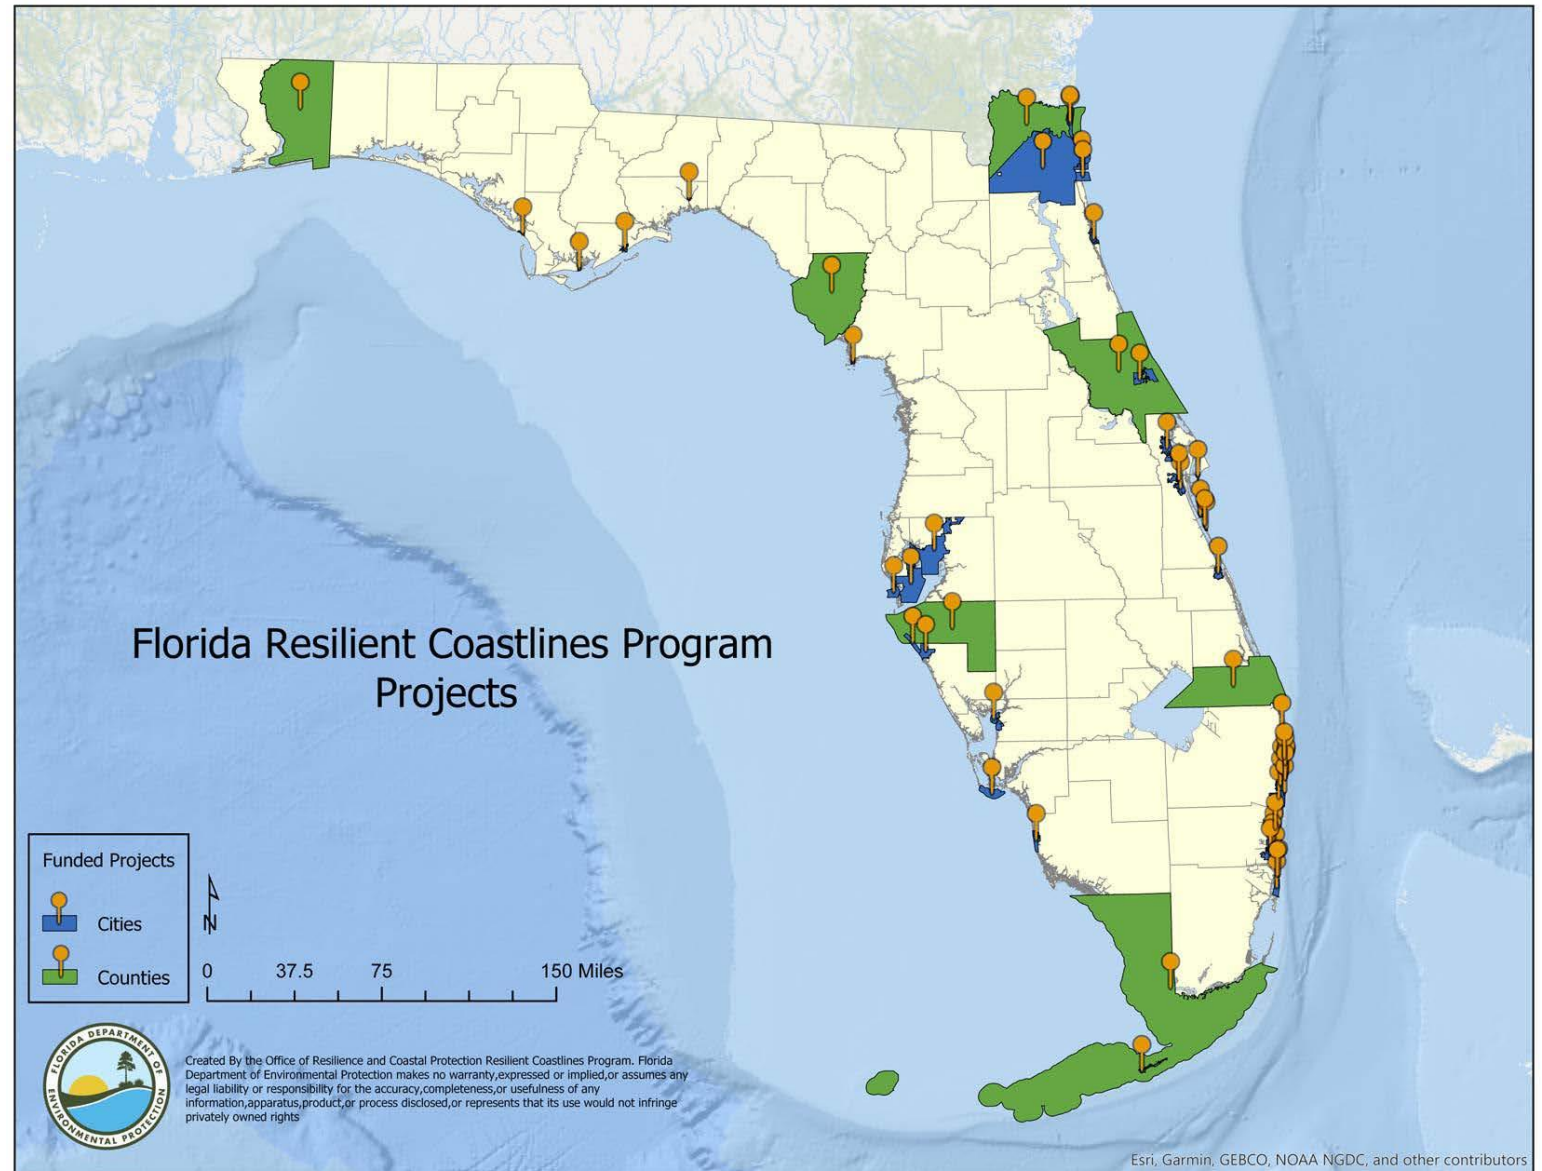 Florida Resilient Coastlines Program
Projects
Funded Projects
Cities
Counties
N
0 37.5 75 150 Miles
FLORIDA DEPARTMENT OF
ENVIRONMENTAL PROTECTION
Created By the Office of Resilience and Coastal Protection Resilient Coastlines Program. Florida
Department of Environmental Protection makes no warranty,expressed or implied,or assumes any
legal liability or responsibility for the accuracy,completeness,or usefulness of any
information,apparatus,product,or process disclosed,or represents that its use would not infringe
privately owned rights
Esri, Garmin, GEBCO, NOAA NGDC, and other contributors